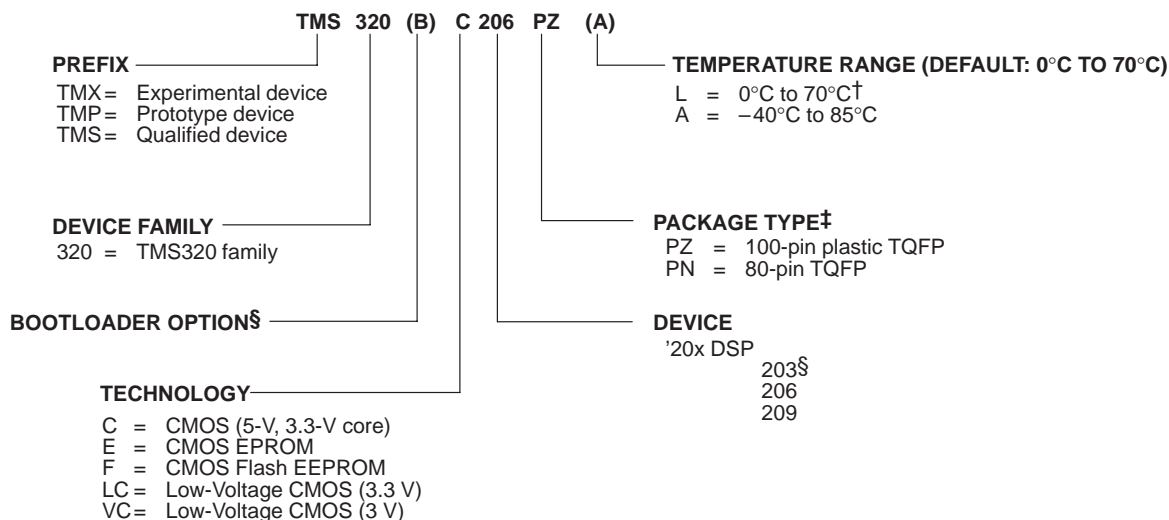 TMS 320 (B) C 206 PZ (A)
PREFIX
TMX = Experimental device
TMP = Prototype device
TMS = Qualified device
DEVICE FAMILY
320 = TMS320 family
BOOTLOADER OPTION§
TECHNOLOGY
C = CMOS (5-V, 3.3-V core)
E = CMOS EPROM
F = CMOS Flash EEPROM
LC = Low-Voltage CMOS (3.3 V)
VC = Low-Voltage CMOS (3 V)
TEMPERATURE RANGE (DEFAULT: 0°C TO 70°C)
L = 0°C to 70°C†
A = –40°C to 85°C
PACKAGE TYPE‡
PZ = 100-pin plastic TQFP
PN = 80-pin TQFP
DEVICE
’20x DSP
203§
206
209